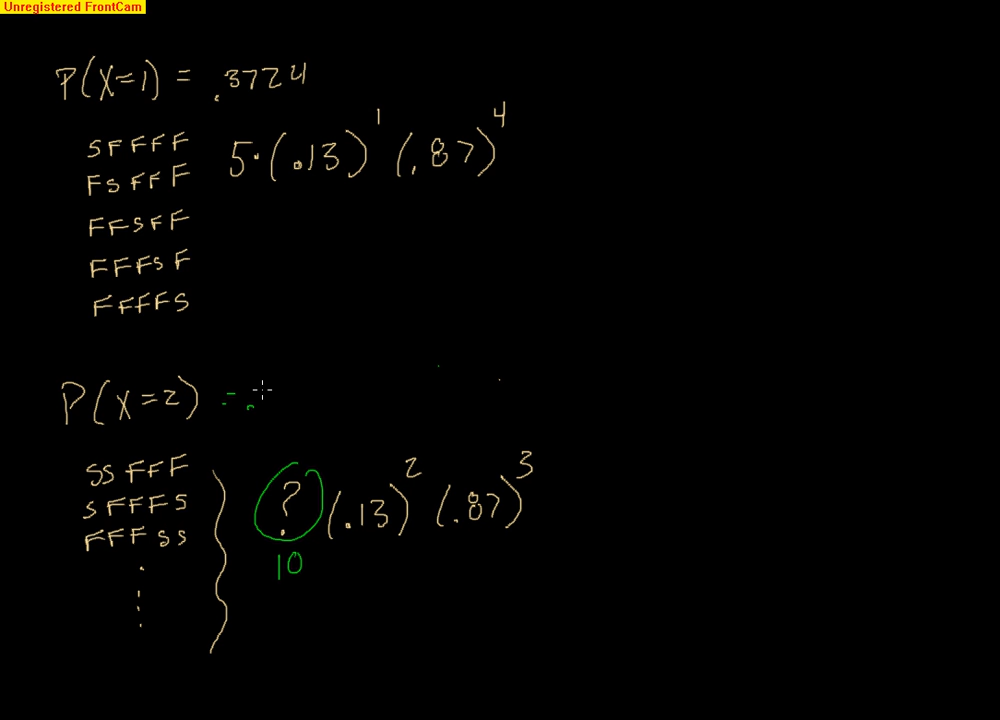 Unregistered FrontCam
P(X=1) = .3724
SFFFF
5·(.13)^1 (.87)^4
FSFFF
FFSFF
FFFSF
FFFFS
P(X=2) = .
SSFFF
SFFFS
FFFSS
? (.13)^2 (.87)^3
10